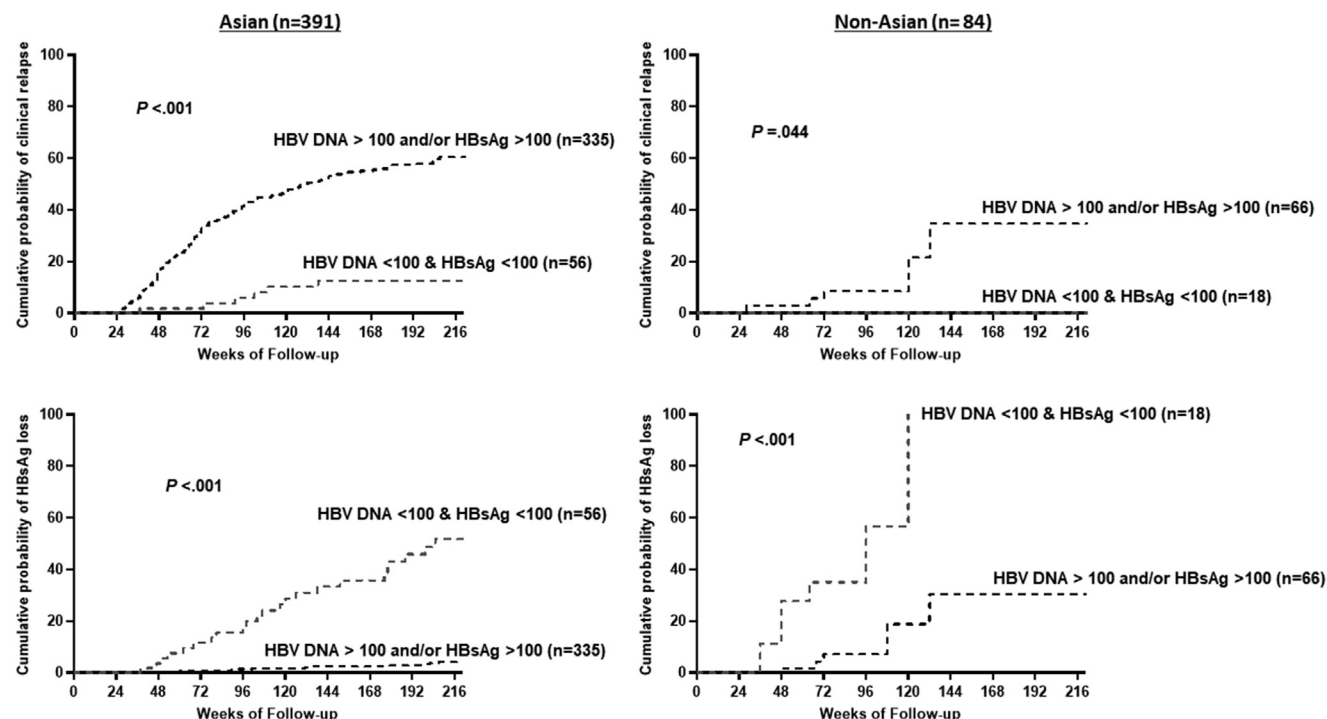 Asian (n=391)
Cumulative probability of clinical relapse
100
80
60
40
20
0
P <.001
HBV DNA > 100 and/or HBsAg >100 (n=335)
HBV DNA <100 & HBsAg <100 (n=56)
0 24 48 72 96 120 144 168 192 216
Weeks of Follow-up
Non-Asian (n= 84)
Cumulative probability of clinical relapse
100
80
60
40
20
0
P =.044
HBV DNA > 100 and/or HBsAg >100 (n=66)
HBV DNA <100 & HBsAg <100 (n=18)
0 24 48 72 96 120 144 168 192 216
Weeks of Follow-up
Cumulative probability of HBsAg loss
100
80
60
40
20
0
P <.001
HBV DNA <100 & HBsAg <100 (n=56)
HBV DNA > 100 and/or HBsAg >100 (n=335)
0 24 48 72 96 120 144 168 192 216
Weeks of Follow-up
Cumulative probability of HBsAg loss
100
80
60
40
20
0
HBV DNA <100 & HBsAg <100 (n=18)
P <.001
HBV DNA > 100 and/or HBsAg >100 (n=66)
0 24 48 72 96 120 144 168 192 216
Weeks of Follow-up